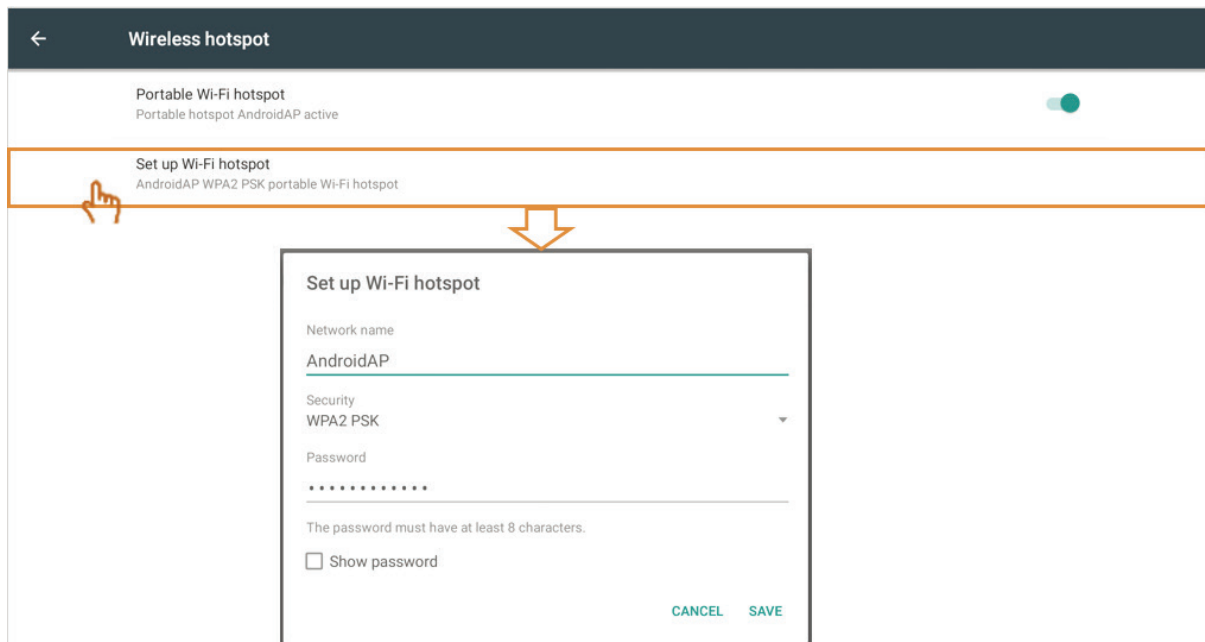 Wireless hotspot
Portable Wi-Fi hotspot
Portable hotspot AndroidAP active
Set up Wi-Fi hotspot
AndroidAP WPA2 PSK portable Wi-Fi hotspot
Set up Wi-Fi hotspot
Network name
AndroidAP
Security
WPA2 PSK
Password
••••••••••••
The password must have at least 8 characters.
Show password
CANCEL SAVE